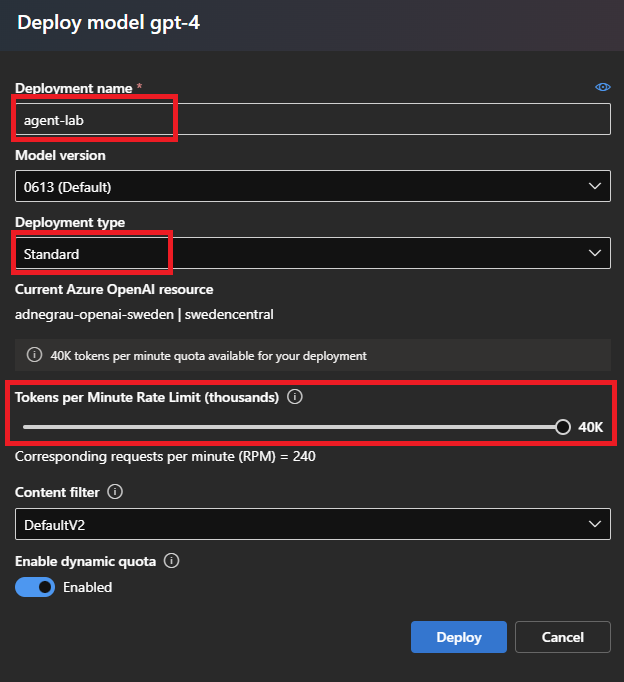 Deploy model gpt-4
Deployment name *
agent-lab
Model version
0613 (Default)
Deployment type
Standard
Current Azure OpenAI resource
adnegrau-openai-sweden | swedencentral
40K tokens per minute quota available for your deployment
Tokens per Minute Rate Limit (thousands)
40K
Corresponding requests per minute (RPM) = 240
Content filter
DefaultV2
Enable dynamic quota
Enabled
Deploy Cancel